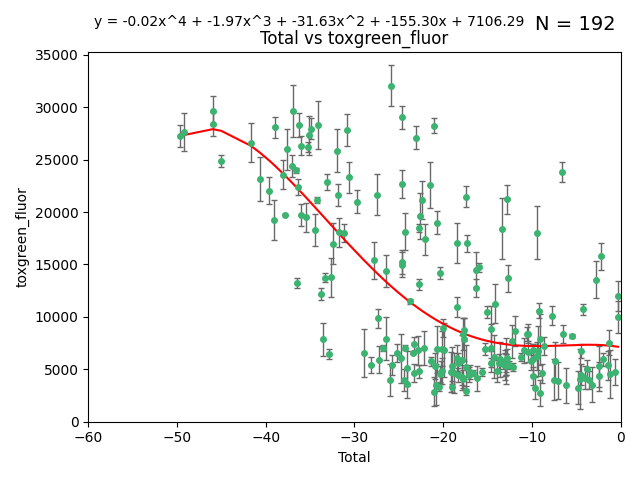 y = -0.02x^4 + -1.97x^3 + -31.63x^2 + -155.30x + 7106.29 N = 192
Total vs toxgreen_fluor
35000
30000
25000
20000
15000
10000
5000
0
toxgreen_fluor
-60 -50 -40 -30 -20 -10 0
Total